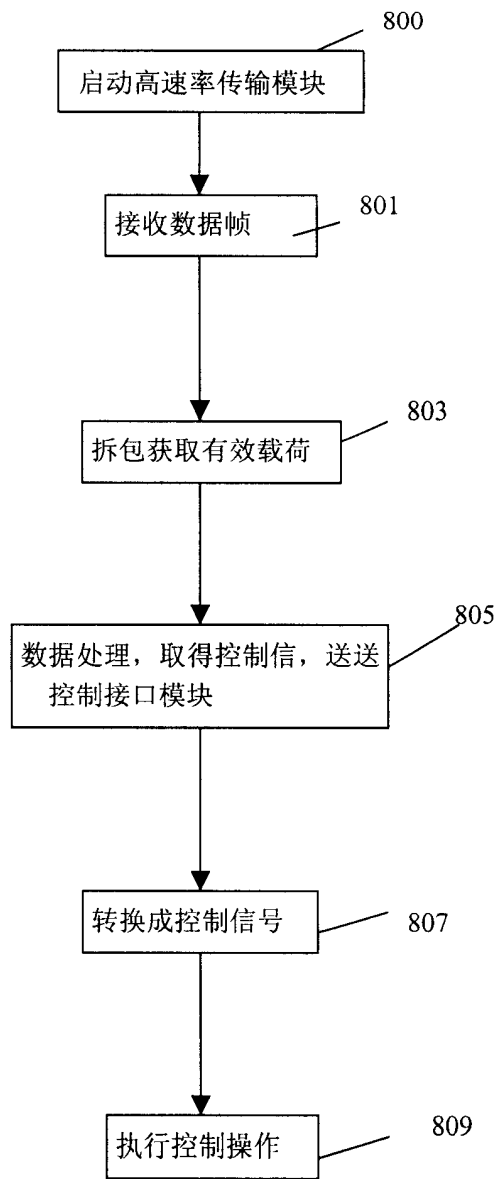 800
启动高速率传输模块
801
接收数据帧
803
拆包获取有效载荷
805
数据处理，取得控制信，送送
控制接口模块
转换成控制信号
807
执行控制操作
809